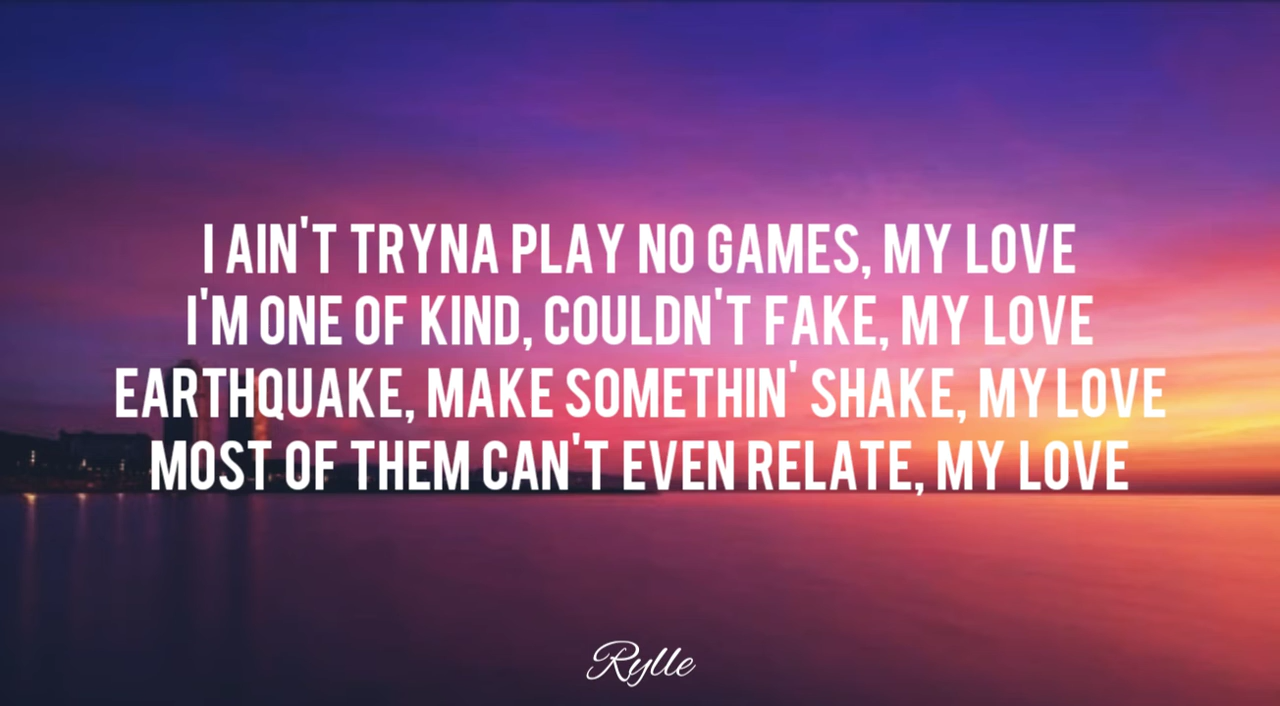 I AIN'T TRYNA PLAY NO GAMES, MY LOVE
I'M ONE OF KIND, COULDN'T FAKE, MY LOVE
EARTHQUAKE, MAKE SOMETHIN' SHAKE, MY LOVE
MOST OF THEM CAN'T EVEN RELATE, MY LOVE
Rylle